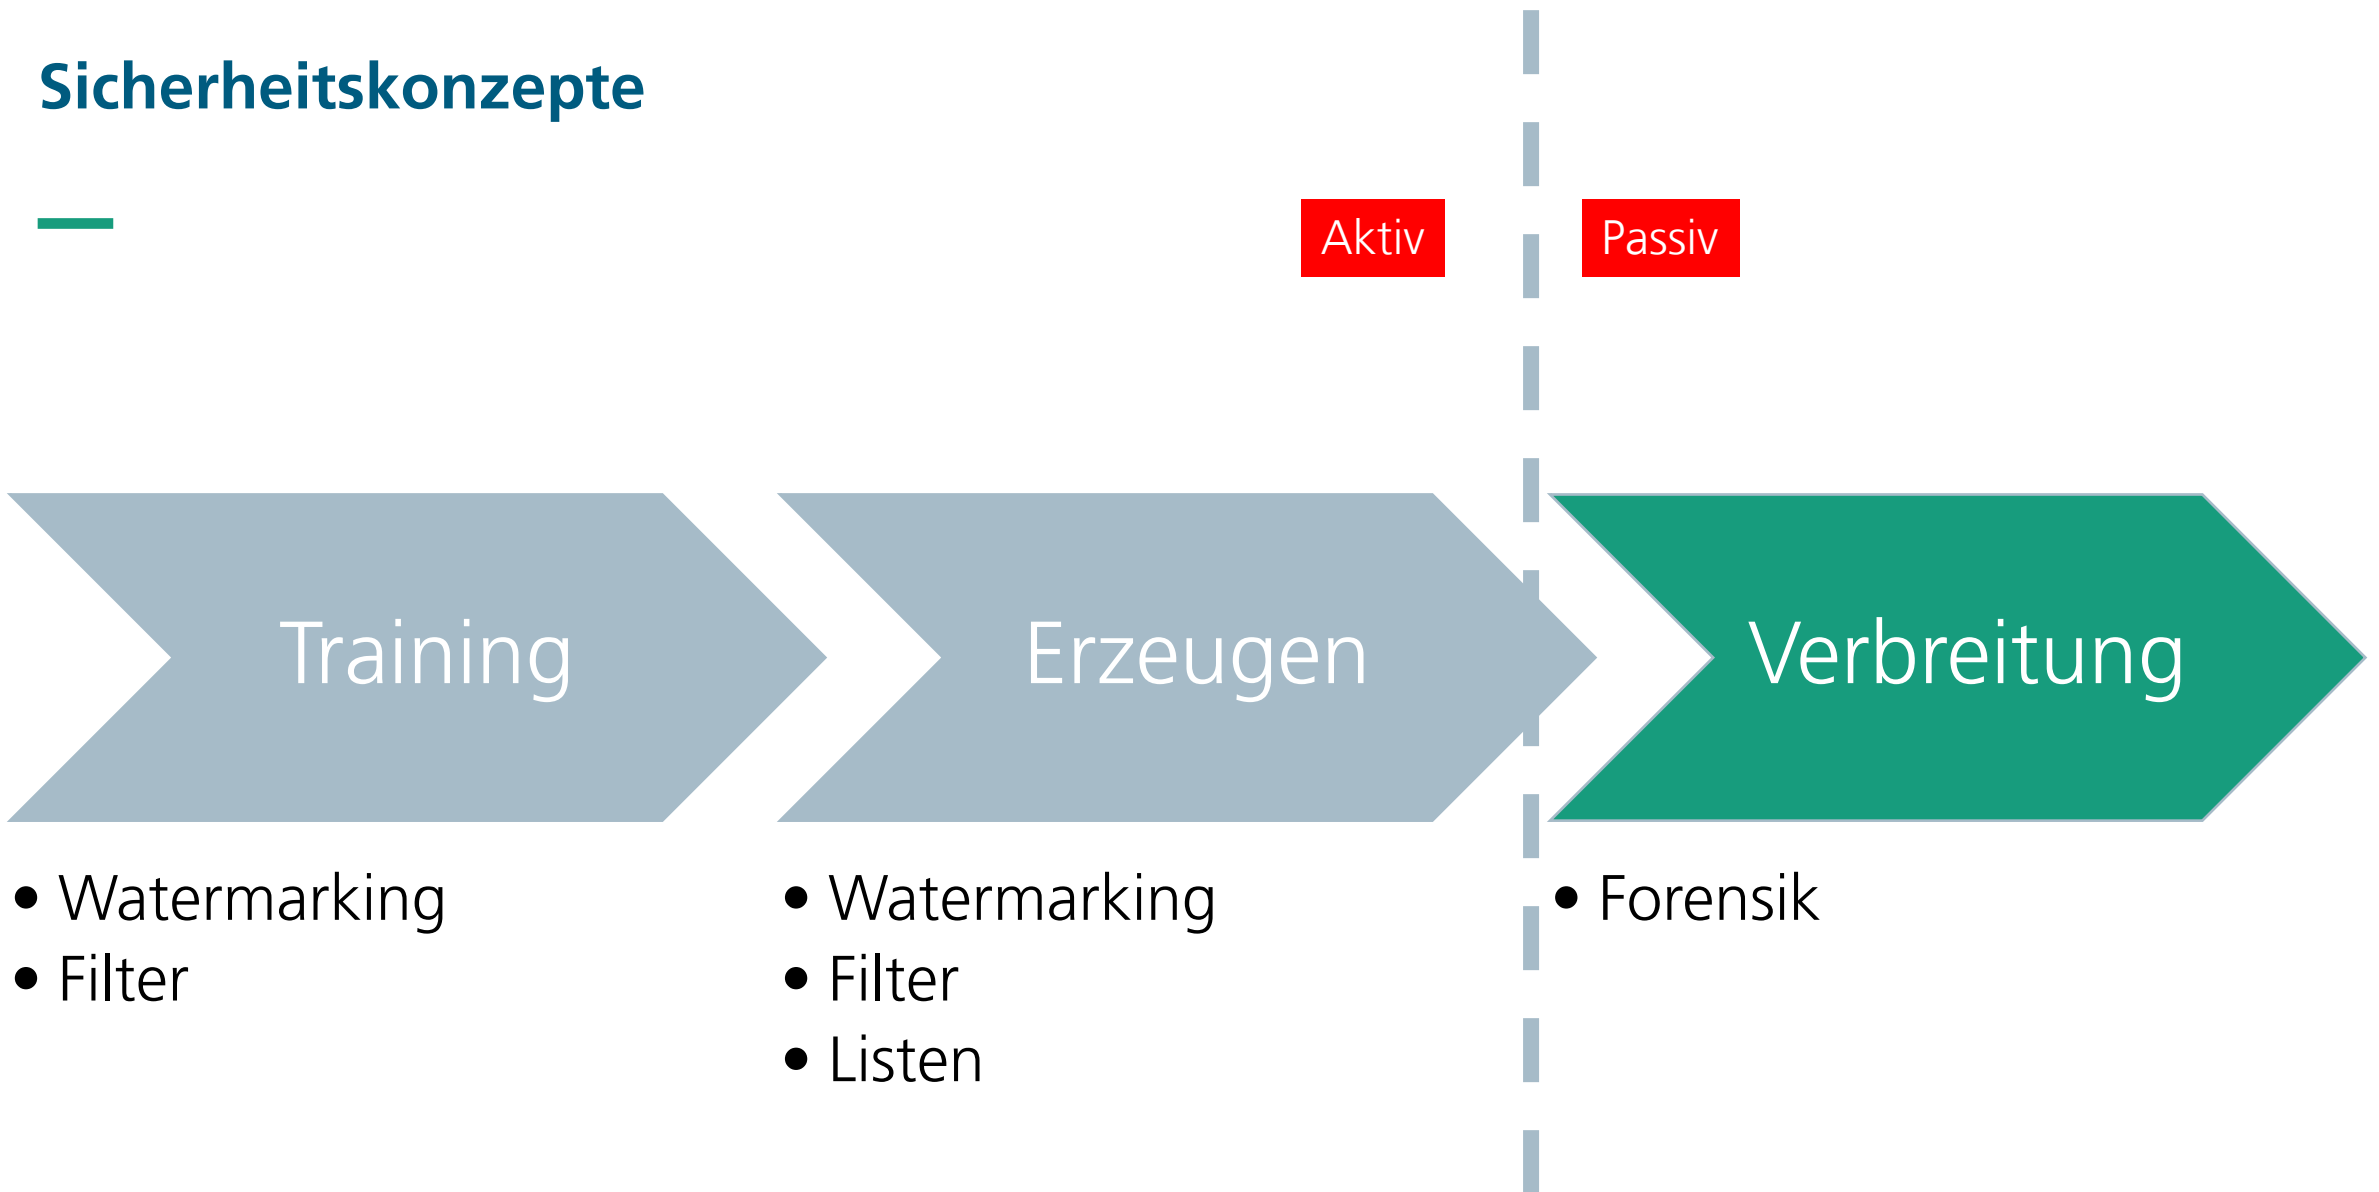 Sicherheitskonzepte
Aktiv
Passiv
Training
Erzeugen
Verbreitung
• Watermarking
• Filter
• Watermarking
• Filter
• Listen
• Forensik